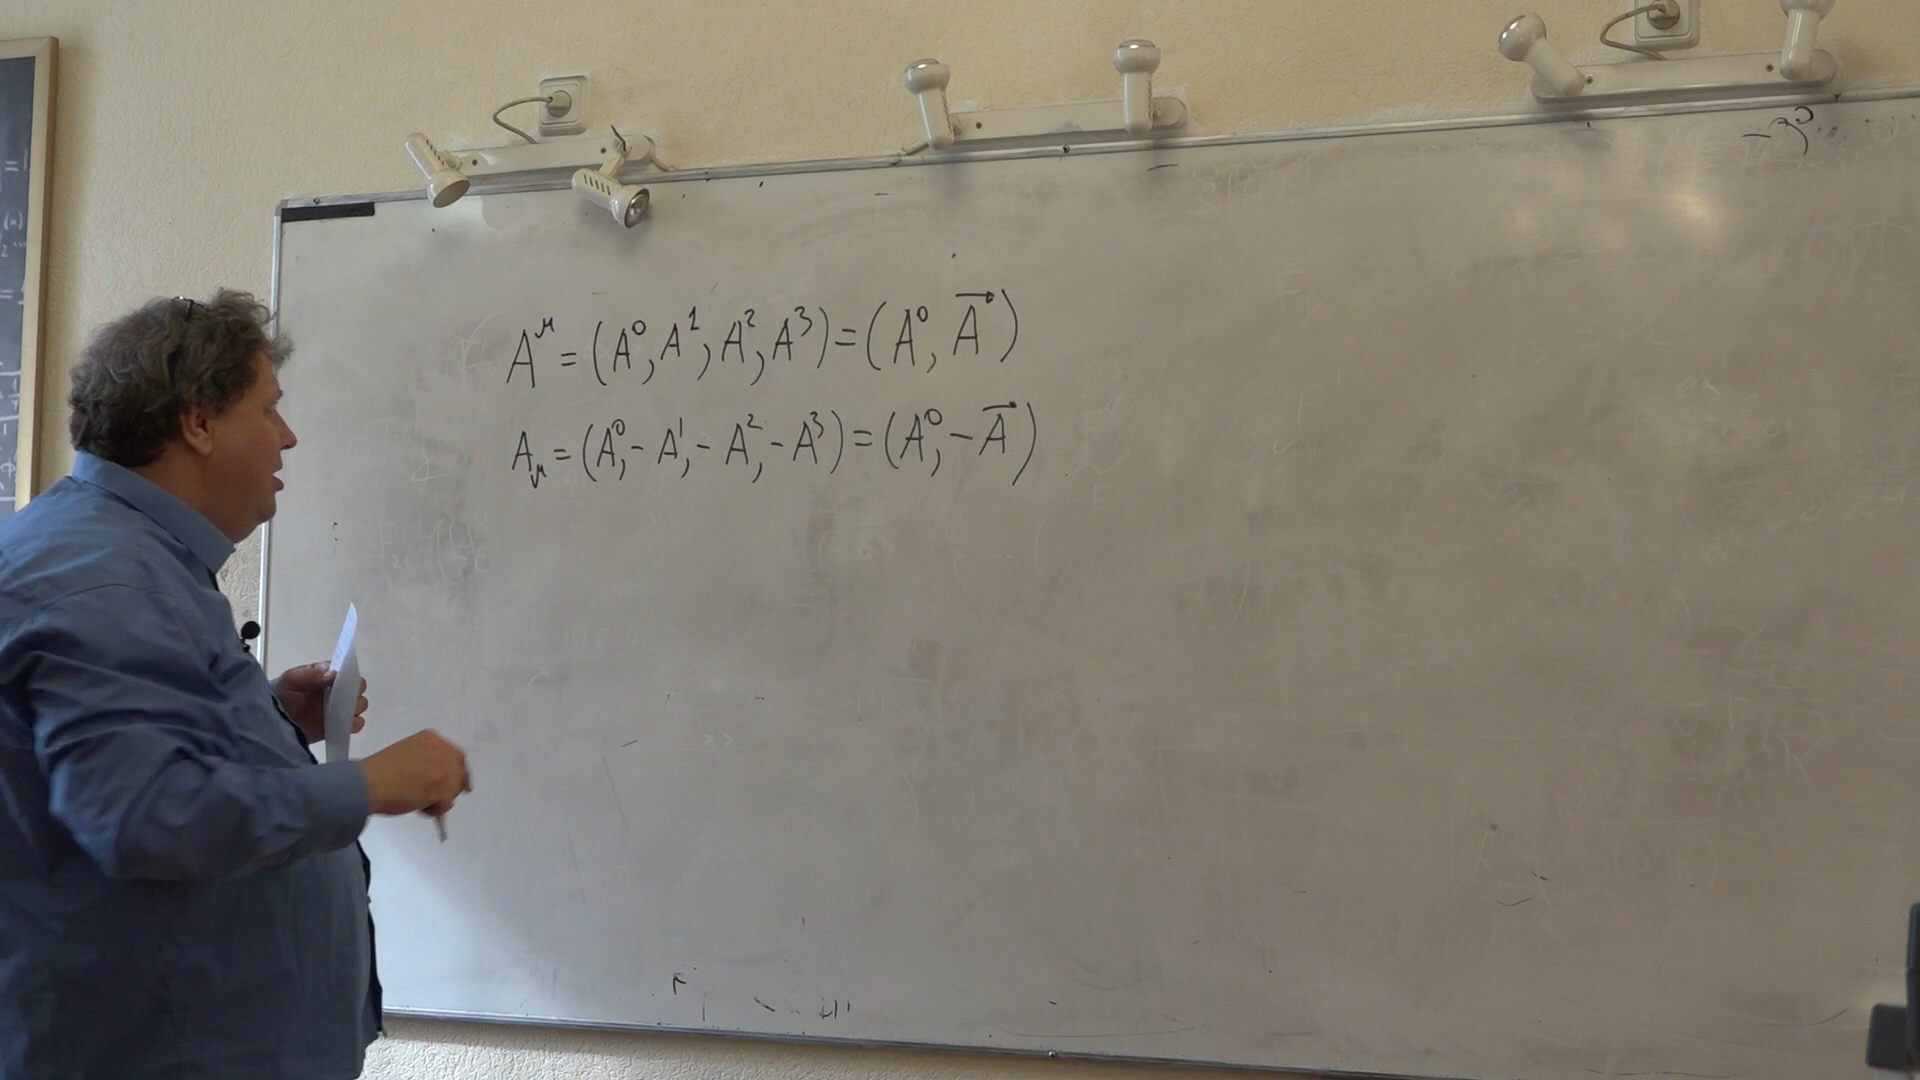 A^μ = (A^0, A^1, A^2, A^3) = (A^0, \vec{A})
A_μ = (A^0, -A^1, -A^2, -A^3) = (A^0, -\vec{A})